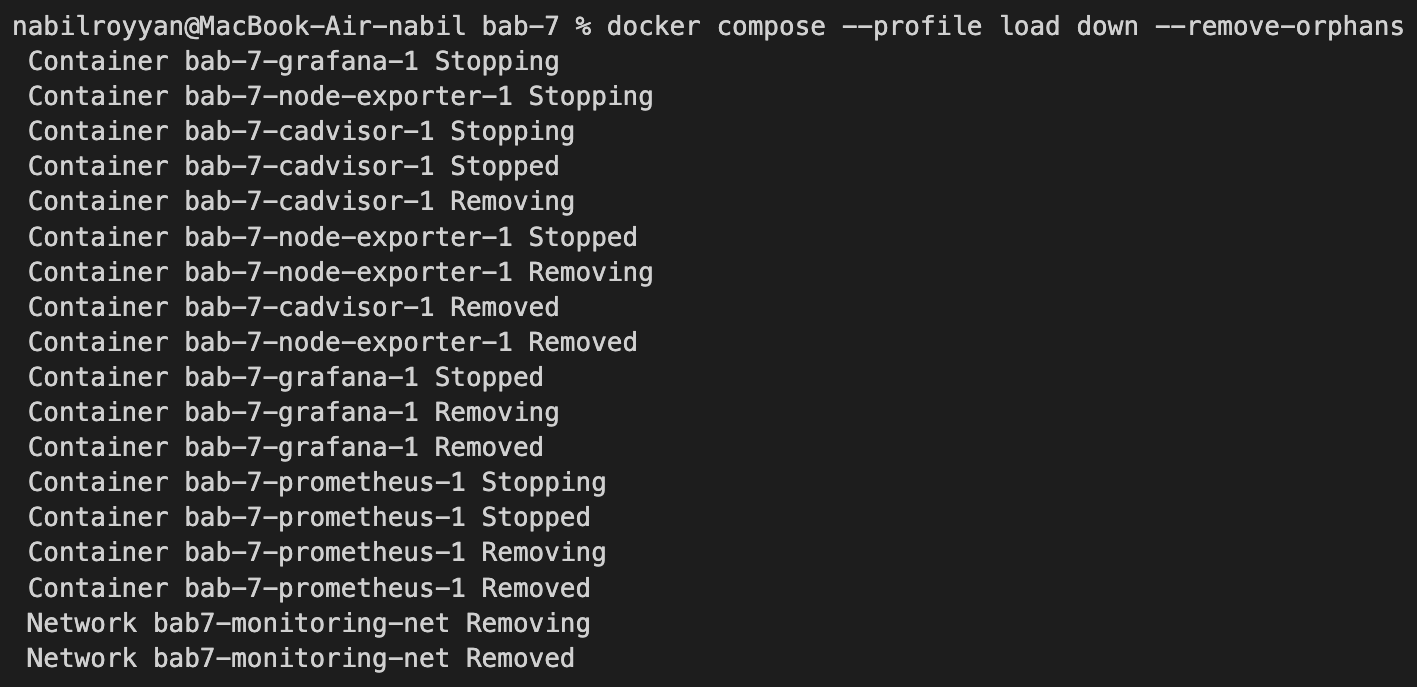 nabilroyyan@MacBook-Air-nabil bab-7 % docker compose --profile load down --remove-orphans
Container bab-7-grafana-1 Stopping
Container bab-7-node-exporter-1 Stopping
Container bab-7-cadvisor-1 Stopping
Container bab-7-cadvisor-1 Stopped
Container bab-7-cadvisor-1 Removing
Container bab-7-node-exporter-1 Stopped
Container bab-7-node-exporter-1 Removing
Container bab-7-cadvisor-1 Removed
Container bab-7-node-exporter-1 Removed
Container bab-7-grafana-1 Stopped
Container bab-7-grafana-1 Removing
Container bab-7-grafana-1 Removed
Container bab-7-prometheus-1 Stopping
Container bab-7-prometheus-1 Stopped
Container bab-7-prometheus-1 Removing
Container bab-7-prometheus-1 Removed
Network bab7-monitoring-net Removing
Network bab7-monitoring-net Removed